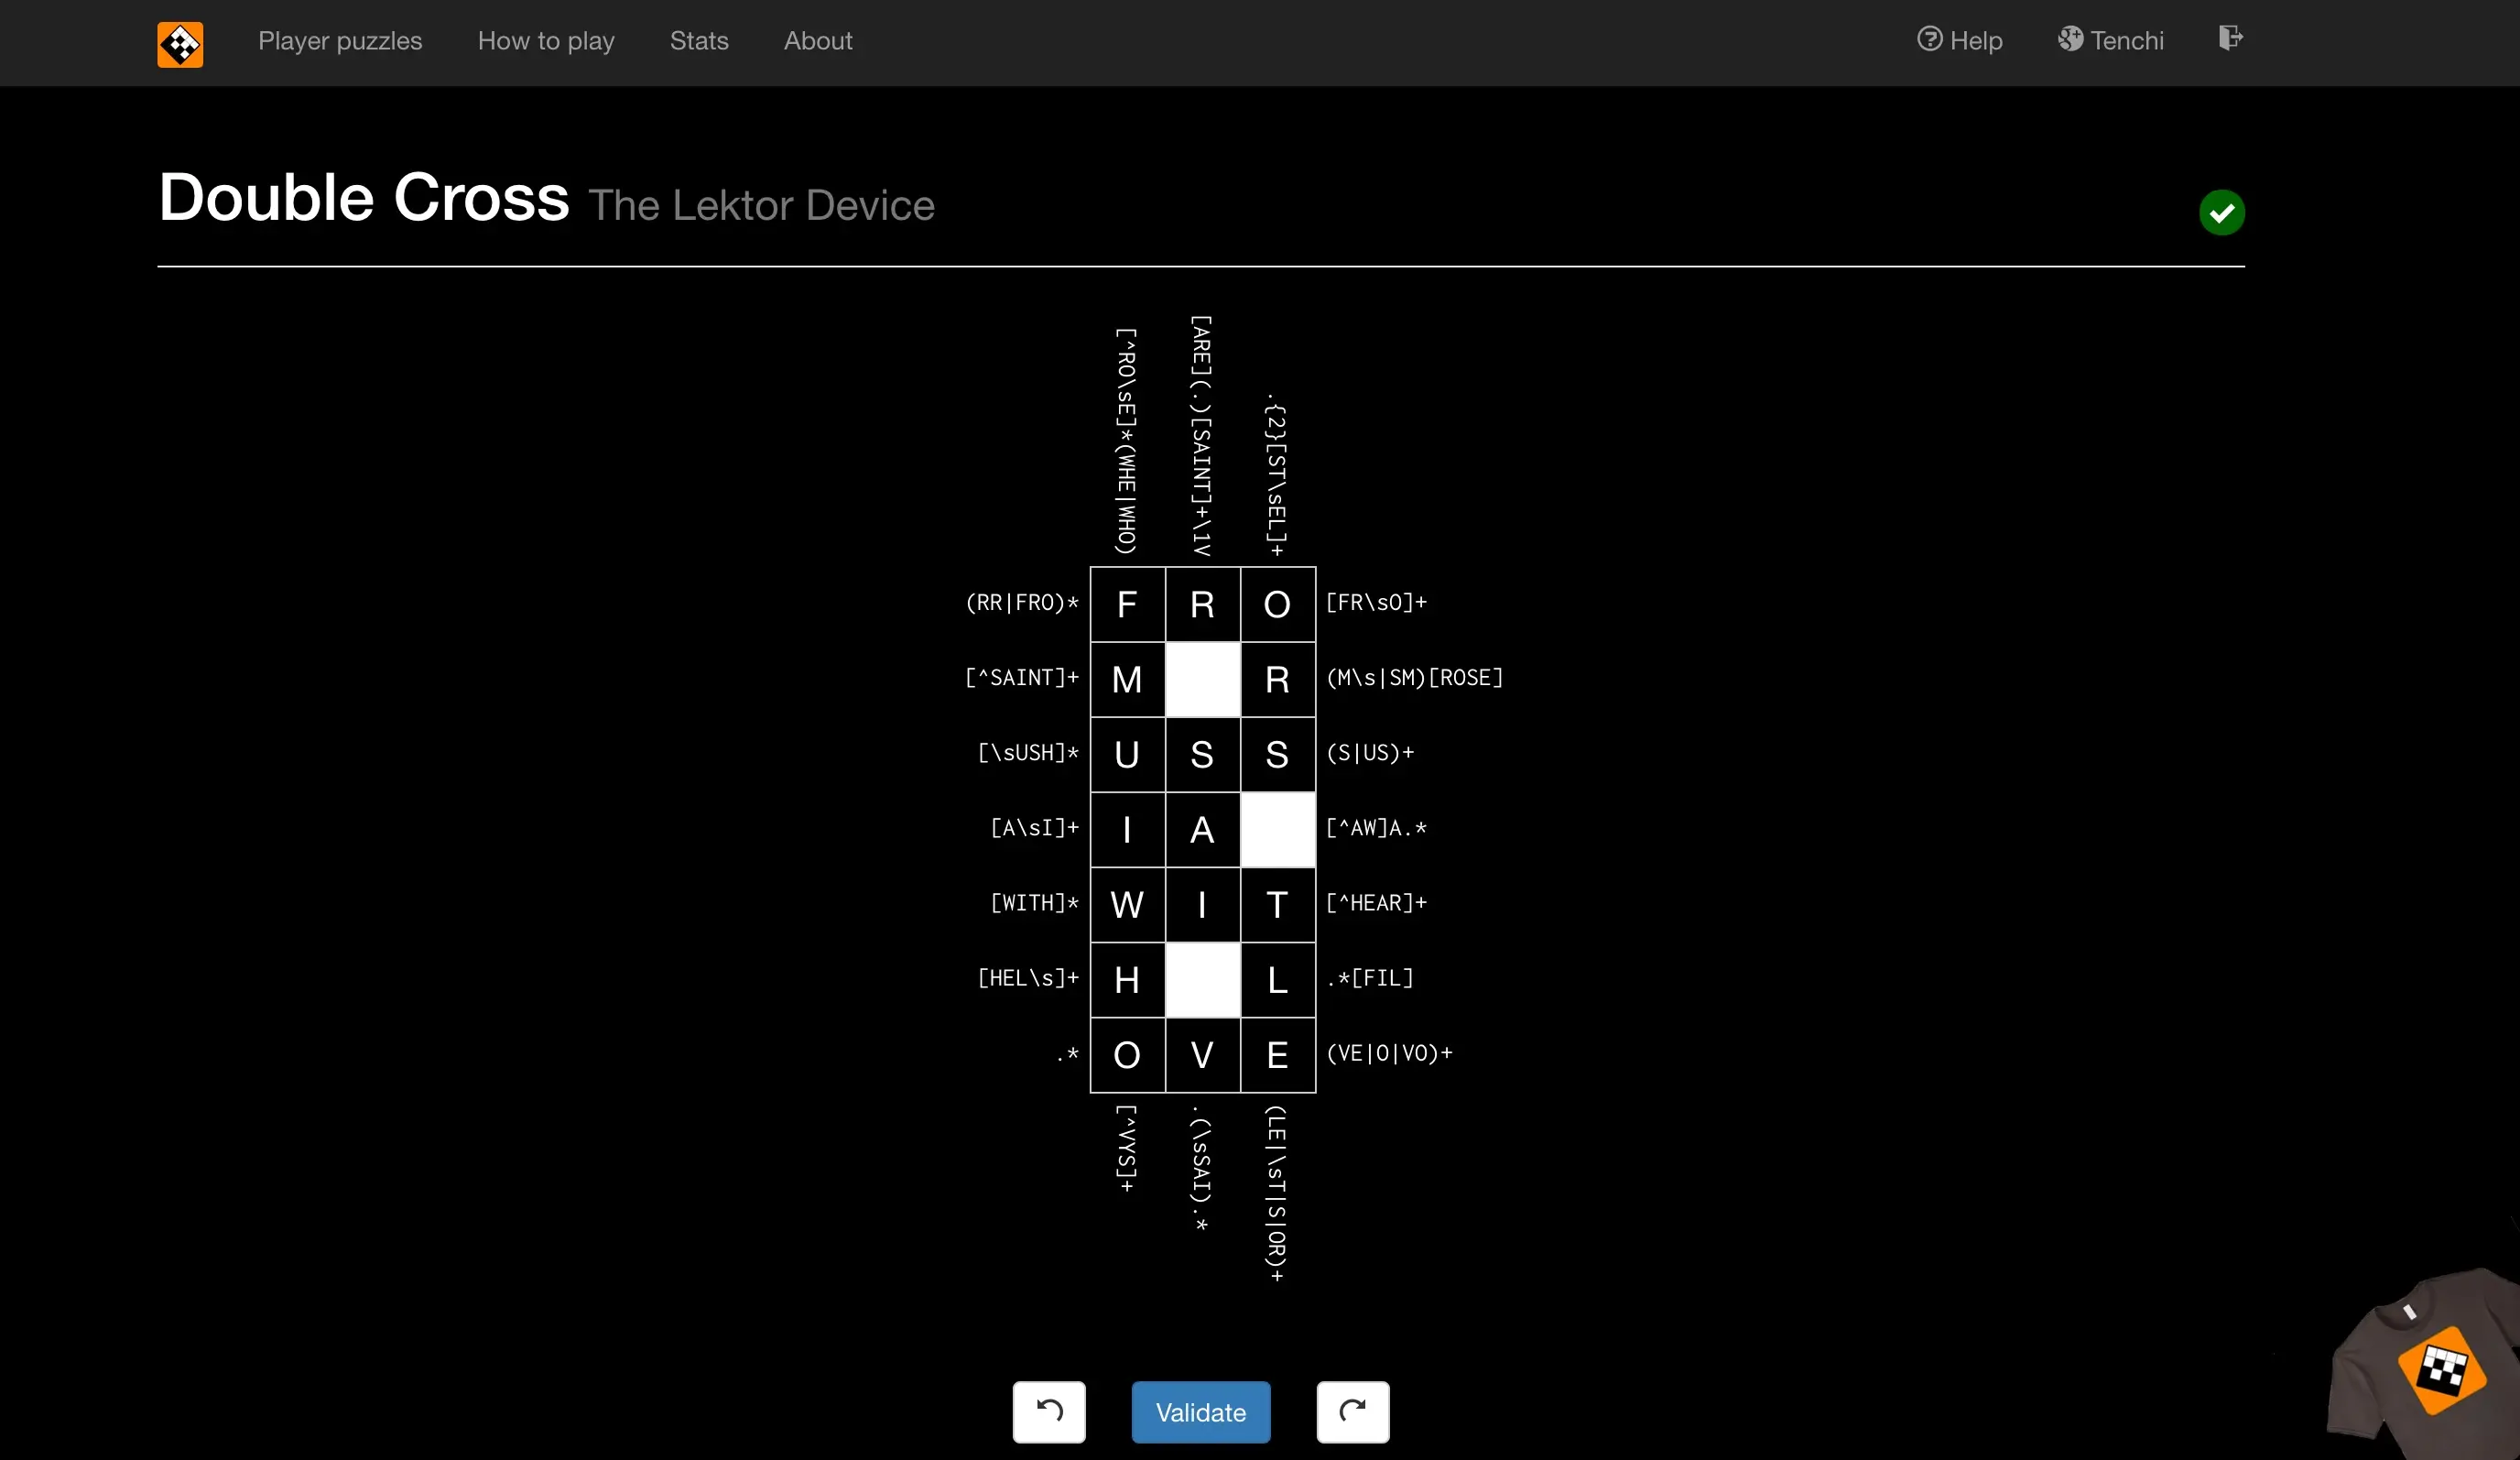 Player puzzles How to play Stats About Help Tenchi
Double Cross The Lektor Device
[^RO\sE]*(WHE|WHO)
[ARE](.)[SAINT]+\1V
.{2}[ST\sEL]+
(RR|FRO)* F R O [FR\sO]+
[^SAINT]+ M R (M\s|SM)[ROSE]
[\sUSH]* U S S (S|US)+
[A\sI]+ I A [^AW]A.*
[WITH]* W I T [^HEAR]+
[HEL\s]+ H L .*[FIL]
.* O V E (VE|O|VO)+
[^VYS]+
.(\sSAI).*
(LE|\sT|S|OR)+
Validate